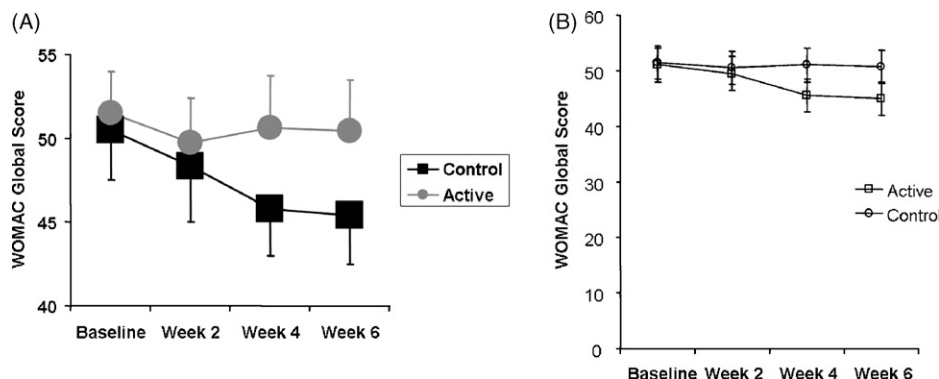 (A)
WOMAC Global Score
55
50
45
40
Baseline Week 2 Week 4 Week 6
Control
Active
(B)
WOMAC Global Score
60
50
40
30
20
10
0
Baseline Week 2 Week 4 Week 6
Active
Control